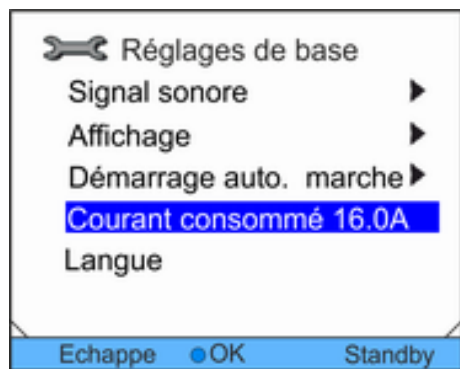 Réglages de base
Signal sonore
Affichage
Démarrage auto. marche
Courant consommé 16.0A
Langue
Echappe OK Standby